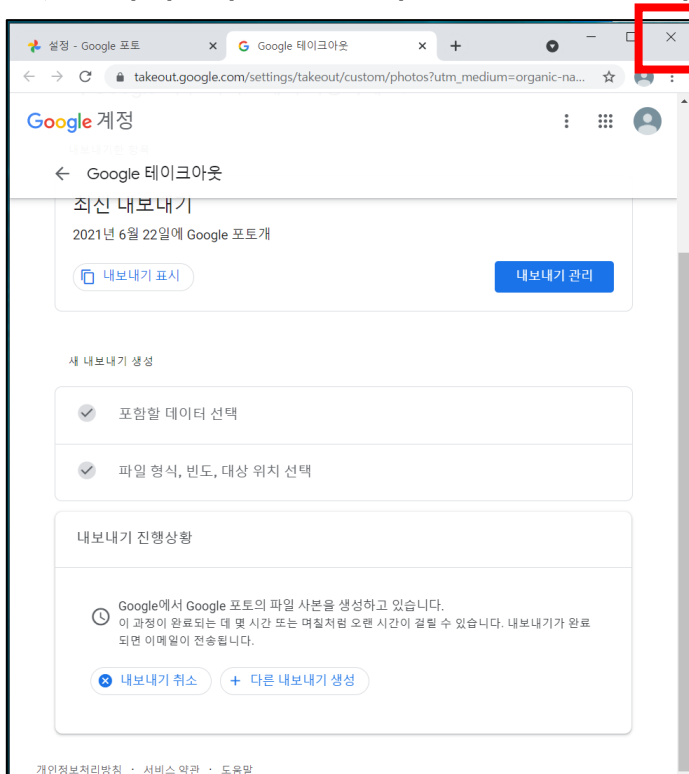 설정 - Google 포토
Google 테이크아웃
takeout.google.com/settings/takeout/custom/photos?utm_medium=organic-na...
Google 계정
Google 테이크아웃
최신 내보내기
2021년 6월 22일에 Google 포토개
내보내기 표시
내보내기 관리
새 내보내기 생성
포함할 데이터 선택
파일 형식, 빈도, 대상 위치 선택
내보내기 진행상황
Google에서 Google 포토의 파일 사본을 생성하고 있습니다.
이 과정이 완료되는 데 몇 시간 또는 며칠처럼 오랜 시간이 걸릴 수 있습니다. 내보내기가 완료
되면 이메일이 전송됩니다.
내보내기 취소
다른 내보내기 생성
개인정보처리방침 · 서비스 약관 · 도움말